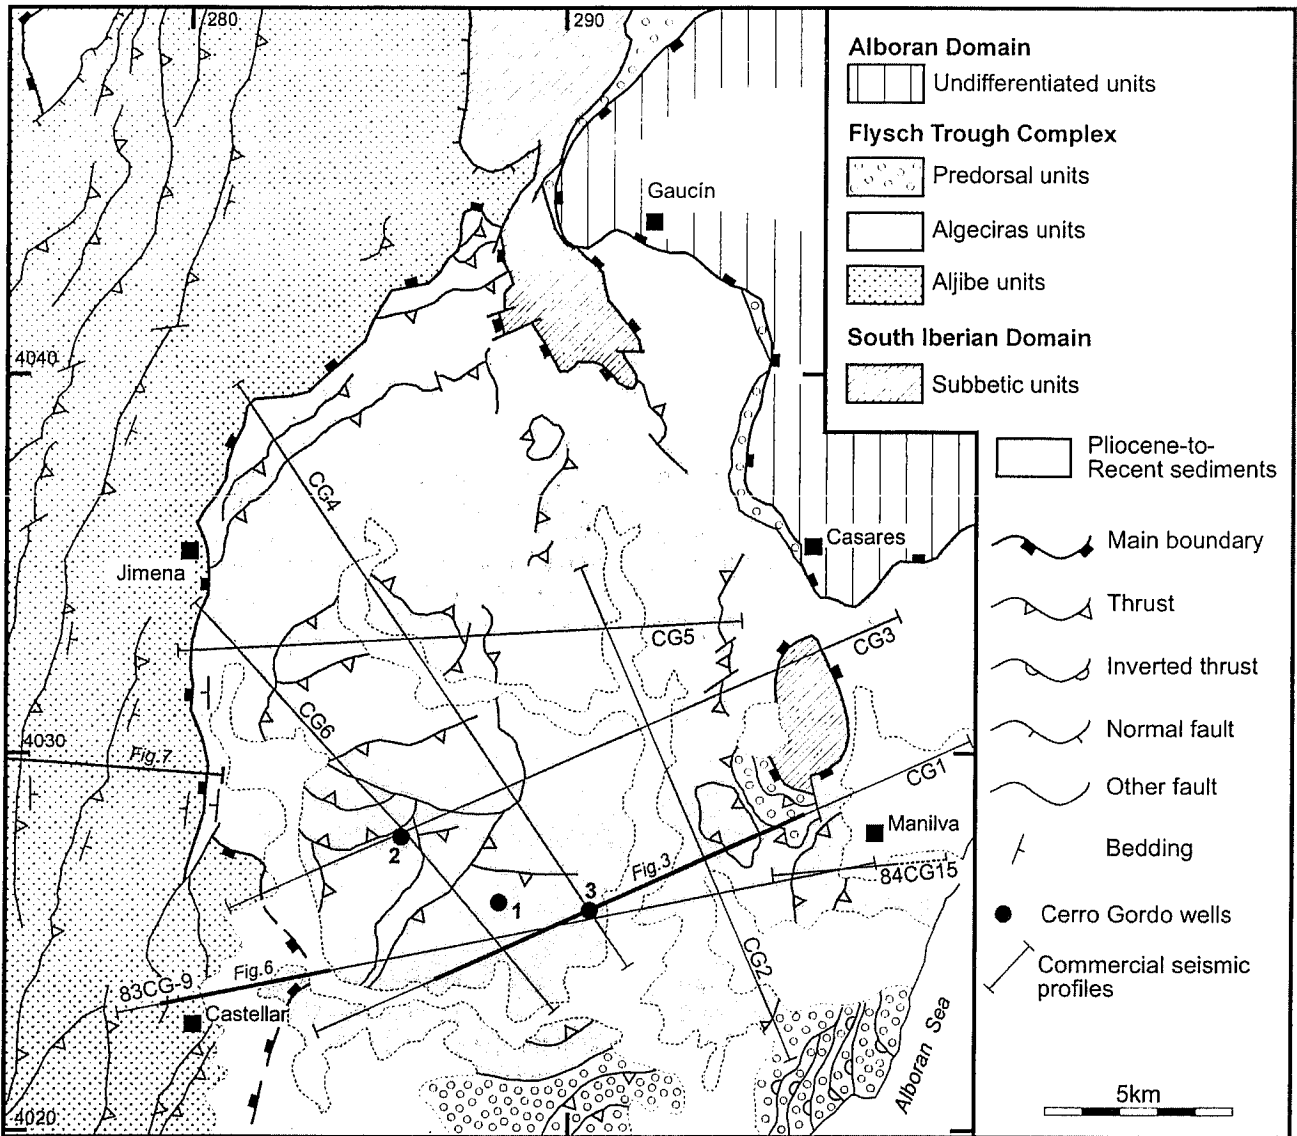 280
290
Alboran Domain
Undifferentiated units
Flysch Trough Complex
Predorsal units
Algeciras units
Aljibe units
South Iberian Domain
Subbetic units
Pliocene-to-
Recent sediments
Main boundary
Thrust
Inverted thrust
Normal fault
Other fault
Bedding
Cerro Gordo wells
Commercial seismic
profiles
5km
Gaucín
4040
CG4
Casares
Jimena
CG5
CG3
CG6
4030
Fig.7
CG1
Manilva
2
Fig.3
84CG15
1
3
CG2
Fig.6
83CG-9
Castellar
Alboran Sea
4020